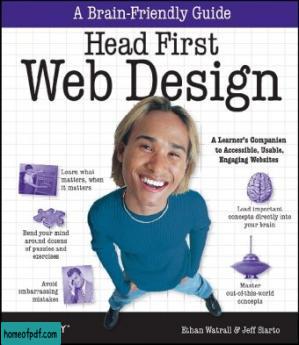 A Brain-Friendly Guide
Head First
Web Design
A Learner's Companion
to Accessible, Usable,
Engaging Websites
Learn what
matters, when
it matters
Load important
concepts directly into
your brain
Bend your mind
around dozens
of puzzles and
exercises
Avoid
embarrassing
mistakes
Master
out-of-this-world
concepts
homeofpdf.com
Ethan Watrall & Jeff Siarto